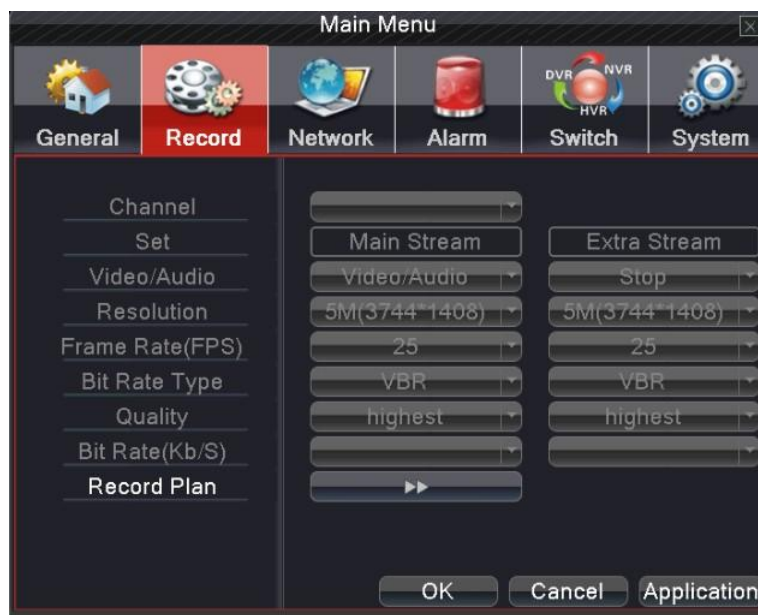 Main Menu
DVR NVR
HVR
General Record Network Alarm Switch System
Channel
Set Main Stream Extra Stream
Video/Audio Video/Audio Stop
Resolution 5M(3744*1408) 5M(3744*1408)
Frame Rate(FPS) 25 25
Bit Rate Type VBR VBR
Quality highest highest
Bit Rate(Kb/S)
Record Plan
OK Cancel Application